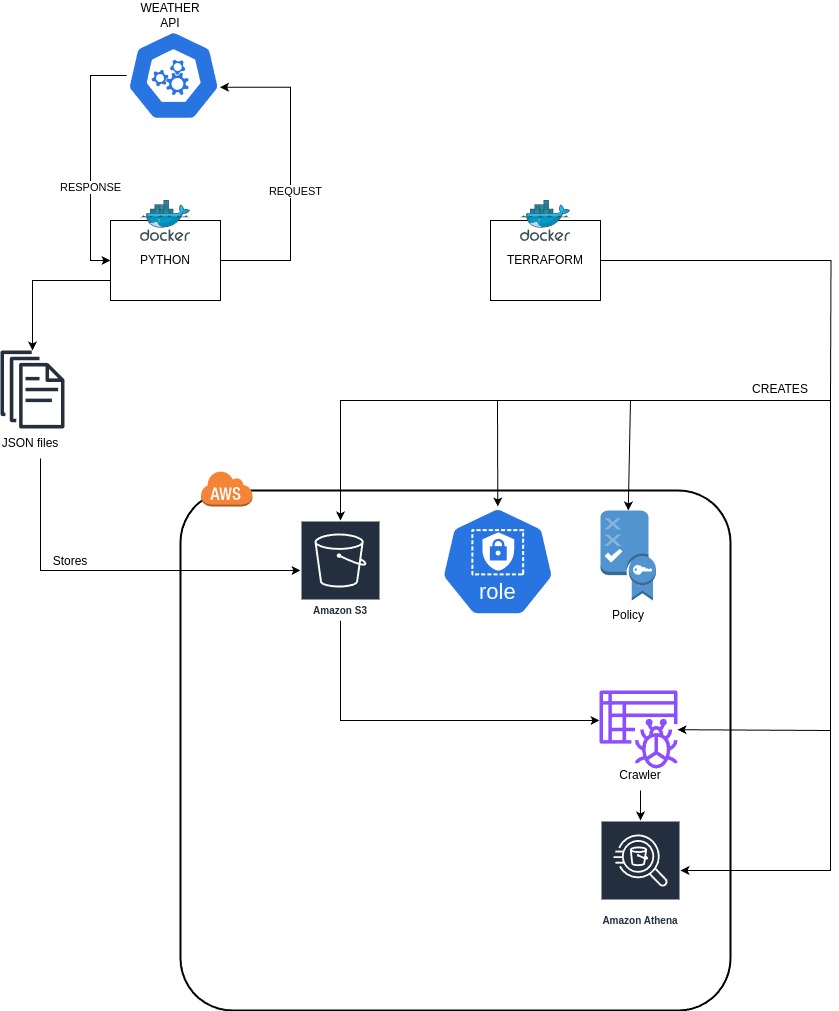 WEATHER
API
RESPONSE
REQUEST
docker
PYTHON
docker
TERRAFORM
CREATES
JSON files
AWS
Stores
Amazon S3
role
Policy
Crawler
Amazon Athena